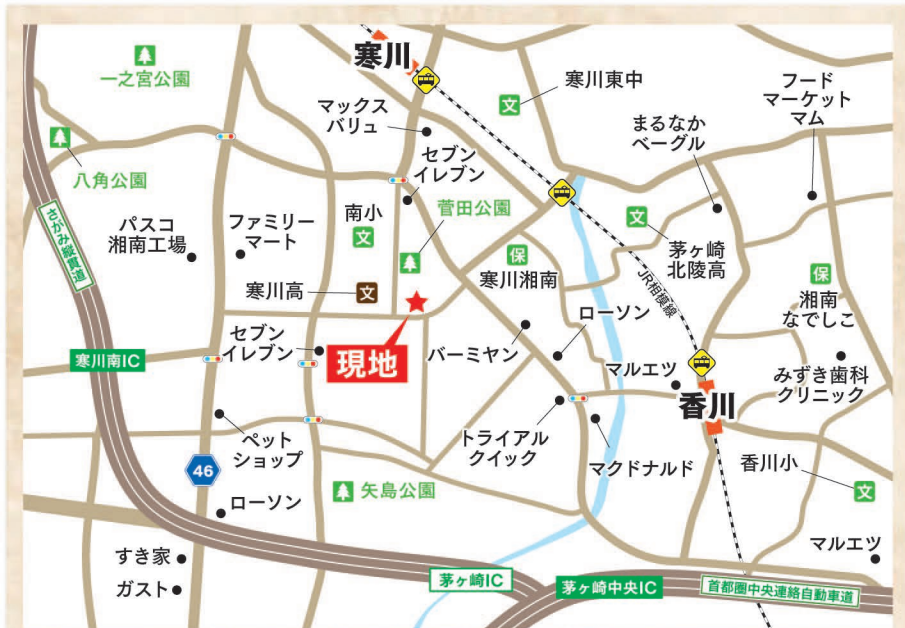 寒川
一之宮公園
寒川東中
フード
マーケット
マム
マックス
バリュ
まるなか
ベーグル
セブン
イレブン
八角公園
菅田公園
南小
パスコ
湘南工場
ファミリー
マート
さがみ縦貫道
茅ヶ崎
北陵高
寒川湘南
湘南
なでしこ
寒川高
JR相模線
ローソン
セブン
イレブン
バーミヤン
寒川南IC
現地
マルエツ
みずき歯科
クリニック
香川
ペット
ショップ
トライアル
クイック
マクドナルド
香川小
46
矢島公園
ローソン
すき家
マルエツ
ガスト
茅ヶ崎IC
茅ヶ崎中央IC
首都圏中央連絡自動車道
文
文
文
保
保
文
文